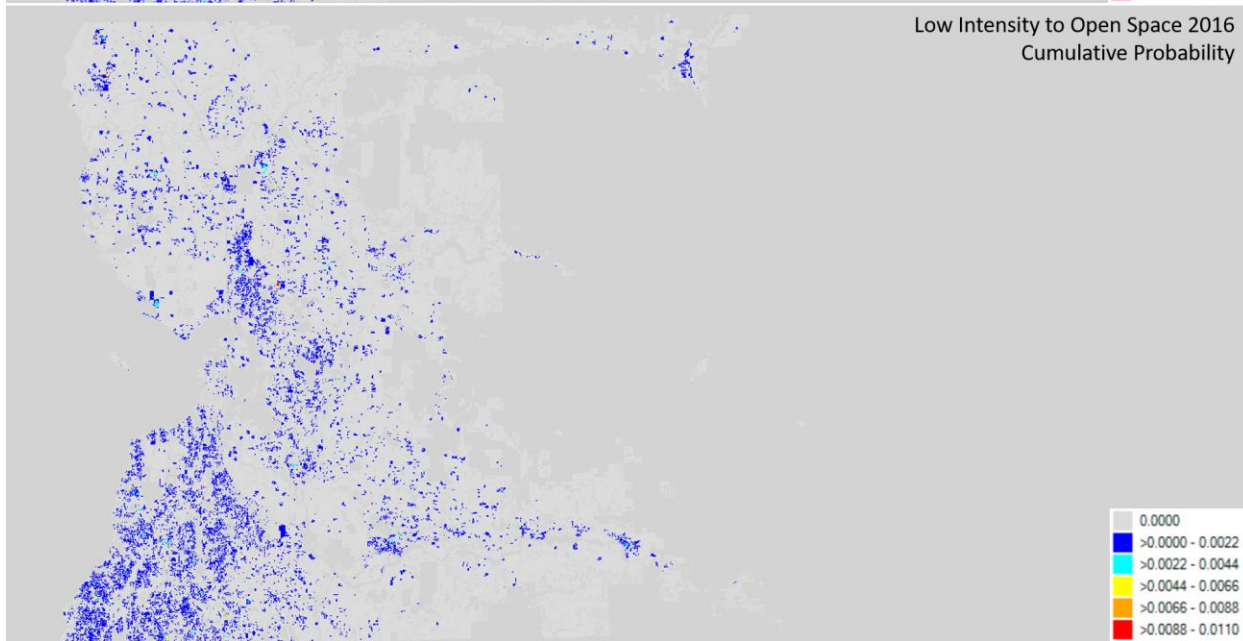 Low Intensity to Open Space 2016
Cumulative Probability
0.0000
>0.0000 - 0.0022
>0.0022 - 0.0044
>0.0044 - 0.0066
>0.0066 - 0.0088
>0.0088 - 0.0110